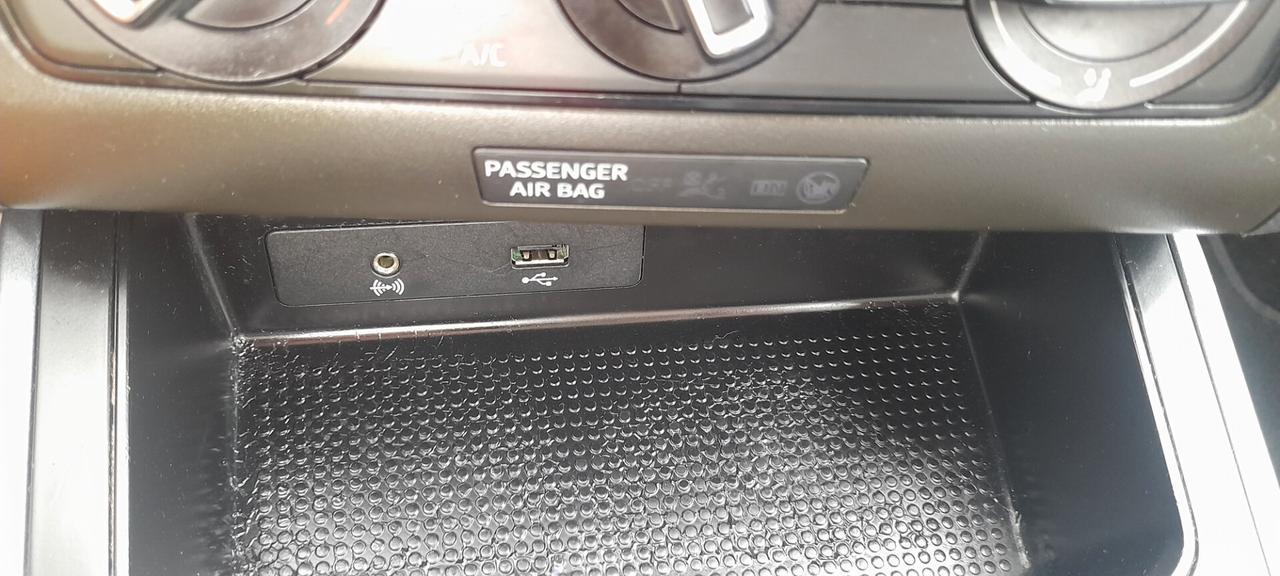 A/C
PASSENGER
AIR BAG
OFF
ON